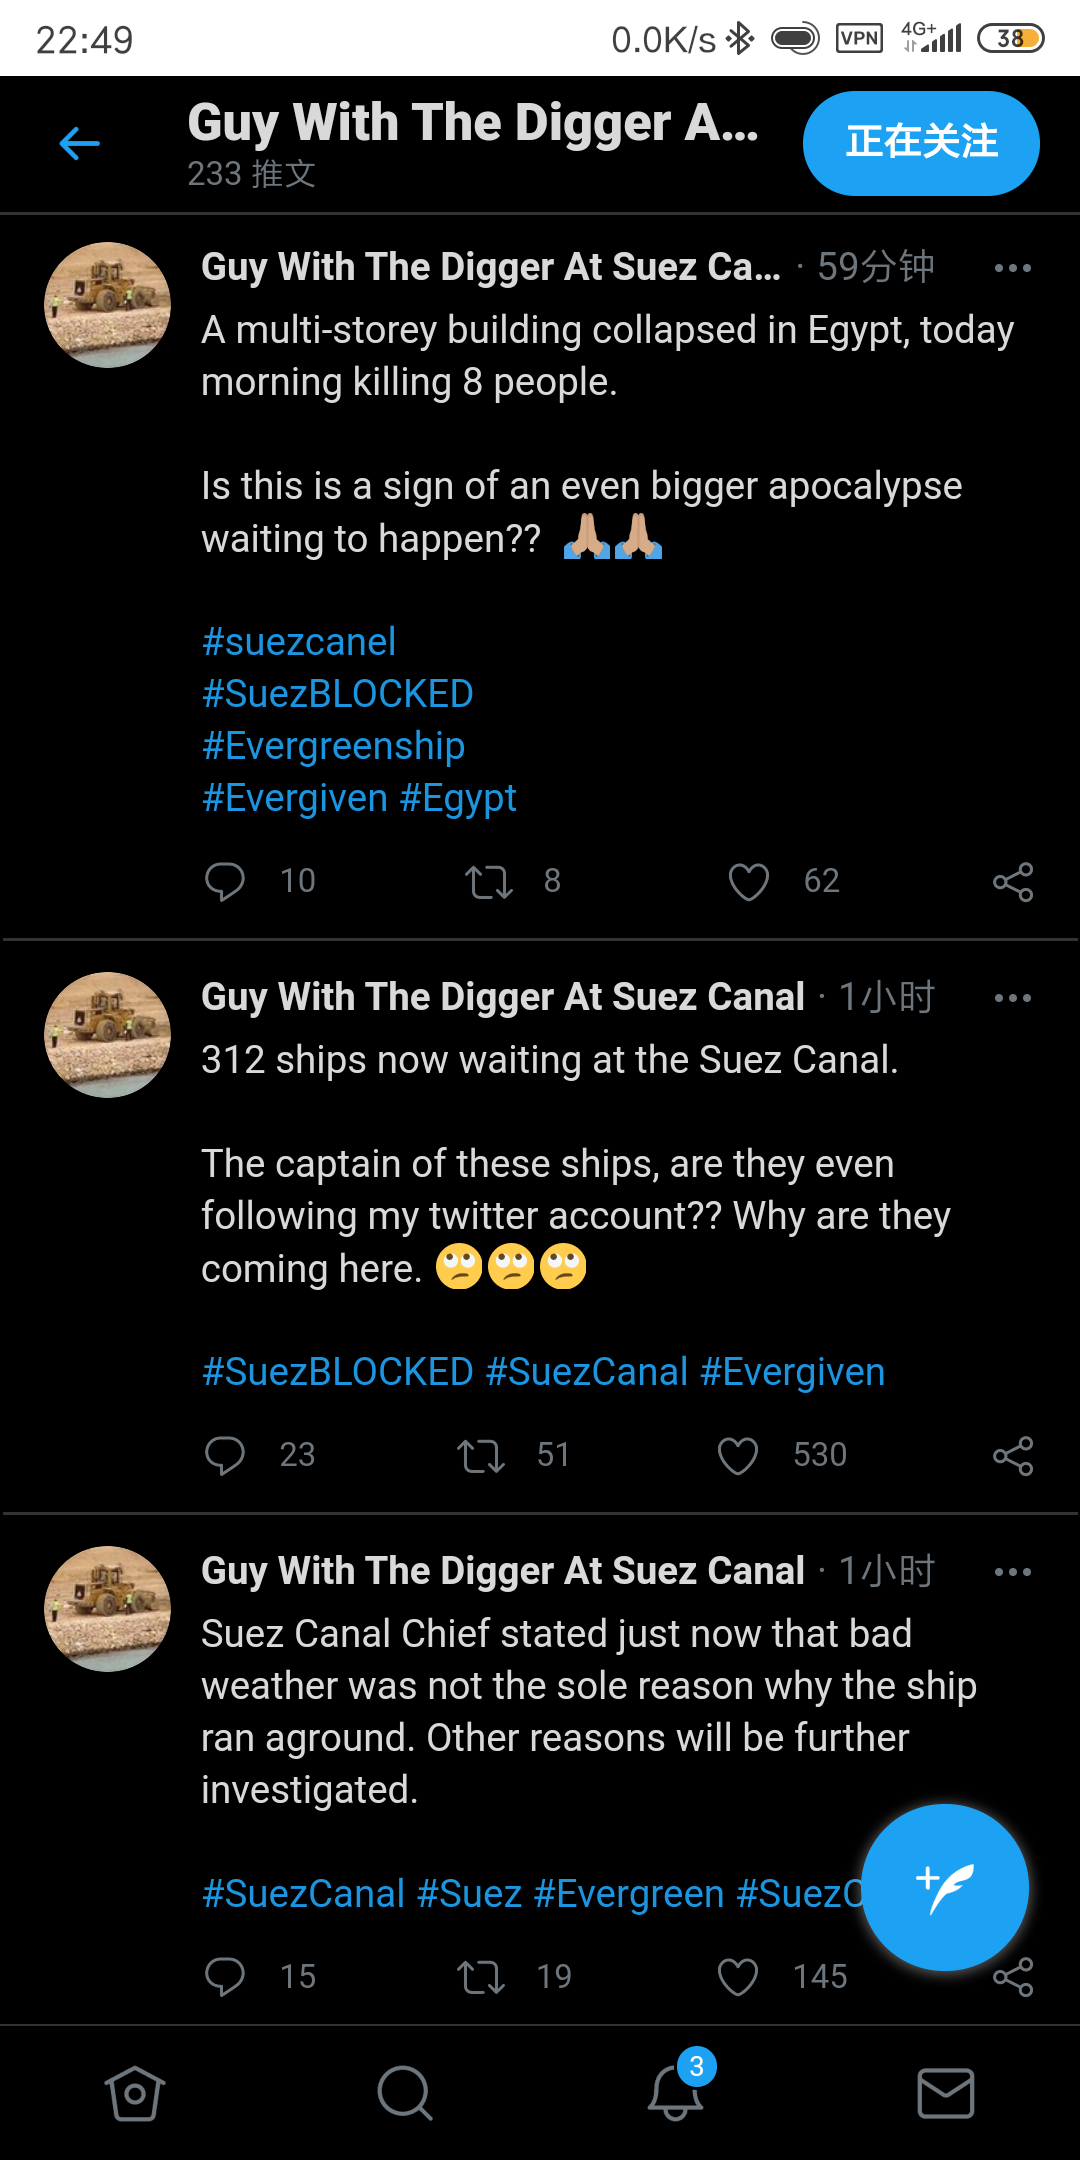 22:49 0.0K/s VPN 4G+ 38
Guy With The Digger A...
正在关注
233 推文
Guy With The Digger At Suez Ca... · 59分钟
A multi-storey building collapsed in Egypt, today
morning killing 8 people.
Is this is a sign of an even bigger apocalypse
waiting to happen?? 🙏🏼🙏🏼
#suezcanel
#SuezBLOCKED
#Evergreenship
#Evergiven #Egypt
10 8 62
Guy With The Digger At Suez Canal · 1小时
312 ships now waiting at the Suez Canal.
The captain of these ships, are they even
following my twitter account?? Why are they
coming here. 🙄🙄🙄
#SuezBLOCKED #SuezCanal #Evergiven
23 51 530
Guy With The Digger At Suez Canal · 1小时
Suez Canal Chief stated just now that bad
weather was not the sole reason why the ship
ran aground. Other reasons will be further
investigated.
#SuezCanal #Suez #Evergreen #SuezC
15 19 145
3